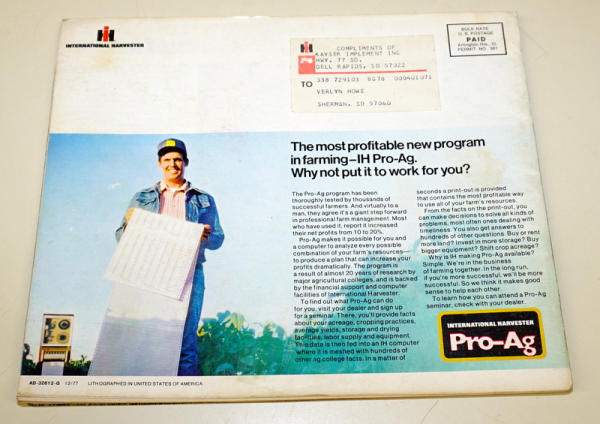 IH
INTERNATIONAL HARVESTER
BULK RATE
U.S. POSTAGE
PAID
Arlington Hts., IL
PERMIT NO. 381
COMPLIMENTS OF
KAYSER IMPLEMENT INC
HWY. 77 SO.
DELL RAPIDS, SD 57022
TO 338 729103 8G78 000401071
VERLYN HOWE
SHERMAN, SD 57060
The most profitable new program
in farming—IH Pro-Ag.
Why not put it to work for you?
The Pro-Ag program has been
thoroughly tested by thousands of
successful farmers. And virtually to a
man, they agree it's a giant step forward
in professional farm management. Most
who have used it, report it increased
their net profits from 10 to 20%.
Pro-Ag makes it possible for you and
a computer to analyze every possible
combination of your farm's resources—
to produce a plan that can increase your
profits dramatically. The program is
a result of almost 20 years of research by
major agricultural colleges, and is backed
by the financial support and computer
facilities of International Harvester.
To find out what Pro-Ag can do
for you, visit your dealer and sign up
for a seminar. There, you'll provide facts
about your acreage, cropping practices,
average yields, storage and drying
facilities, labor supply and equipment.
This data is then fed into an IH computer
where it is meshed with hundreds of
other ag college facts. In a matter of
seconds a print-out is provided
that contains the most profitable way
to use all of your farm's resources.
From the facts on the print-out, you
can make decisions to solve all kinds of
problems, most often ones dealing with
timeliness. You also get answers to
hundreds of other questions. Buy or rent
more land? Invest in more storage? Buy
bigger equipment? Shift crop acreage?
Why is IH making Pro-Ag available?
Simple. We're in the business
of farming together. In the long run,
if you're more successful, we'll be more
successful. So we think it makes good
sense to help each other.
To learn how you can attend a Pro-Ag
seminar, check with your dealer.
INTERNATIONAL HARVESTER
Pro-Ag
AB-32612-G 12/77 LITHOGRAPHED IN UNITED STATES OF AMERICA